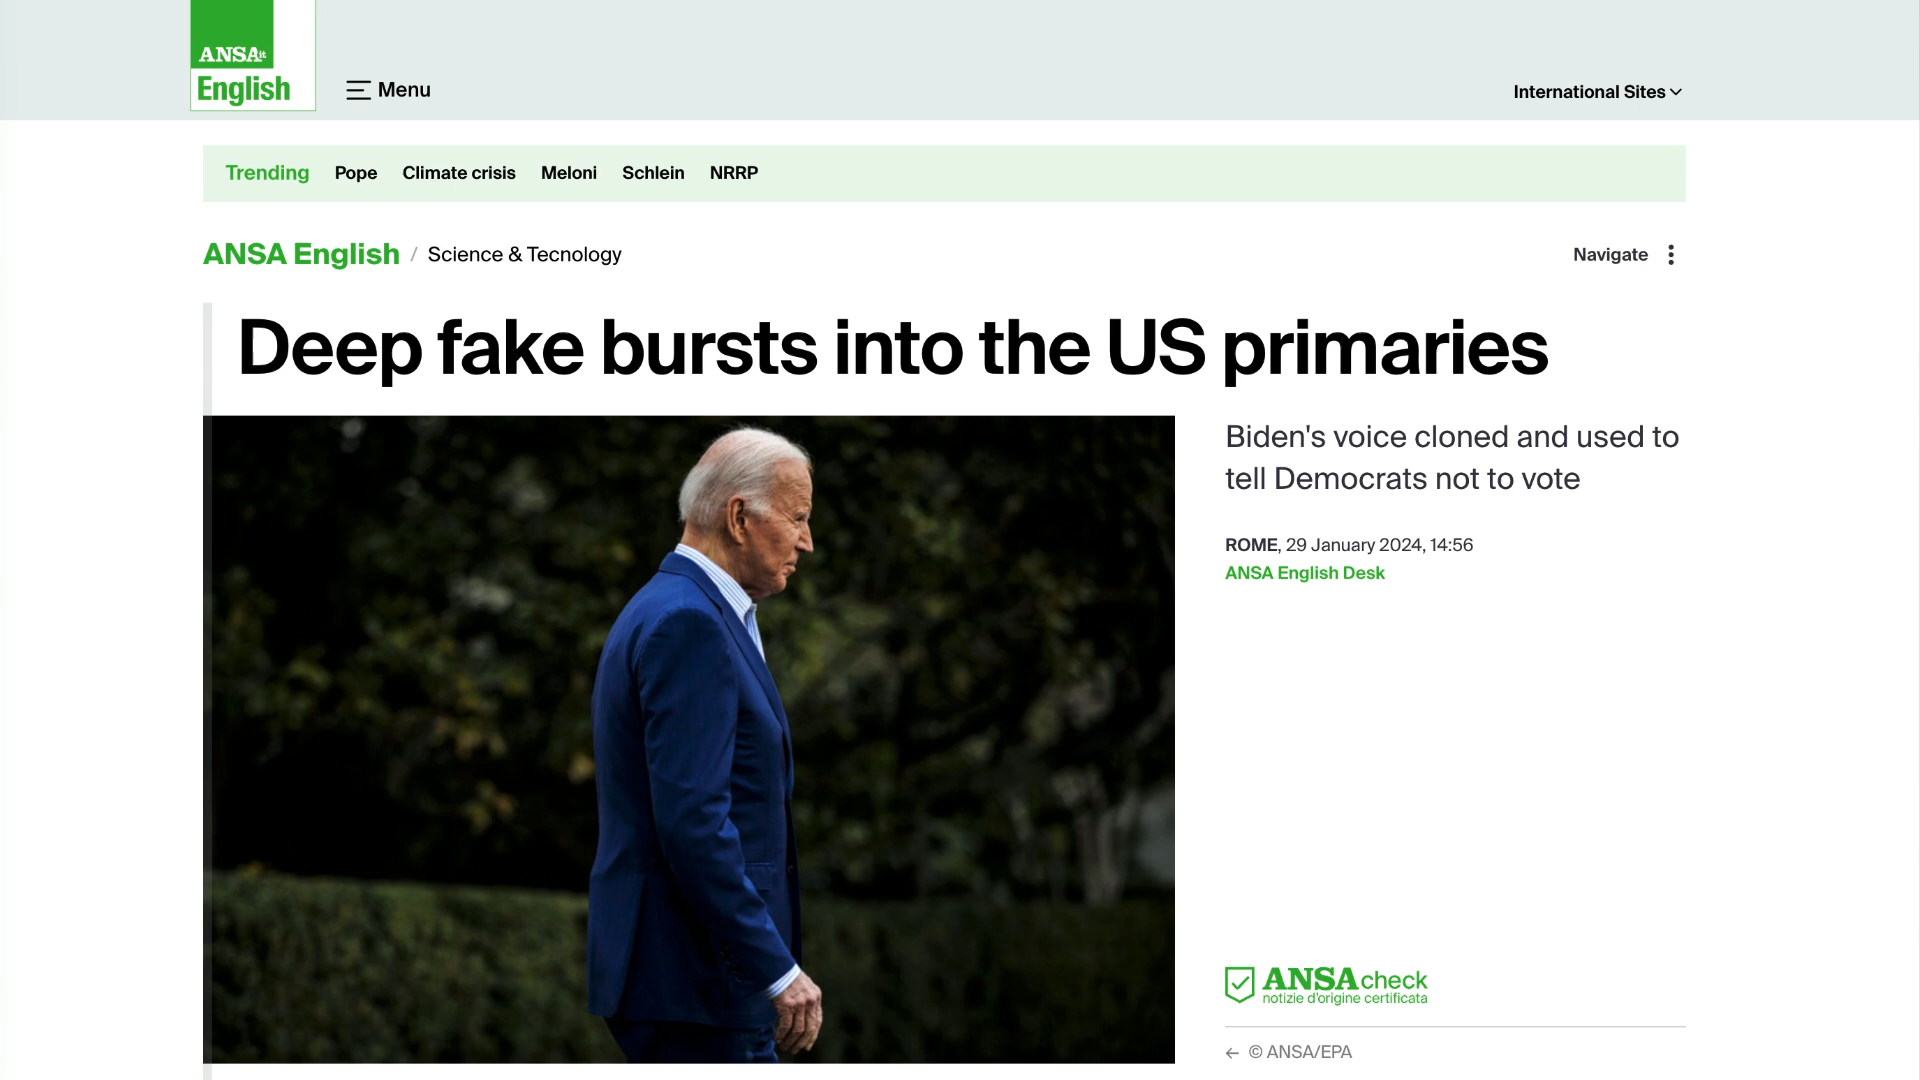 ANSA.it
English
Menu
International Sites
Trending Pope Climate crisis Meloni Schlein NRRP
ANSA English / Science & Tecnology
Navigate
Deep fake bursts into the US primaries
Biden's voice cloned and used to
tell Democrats not to vote
ROME, 29 January 2024, 14:56
ANSA English Desk
ANSA check
notizie d'origine certificata
← © ANSA/EPA